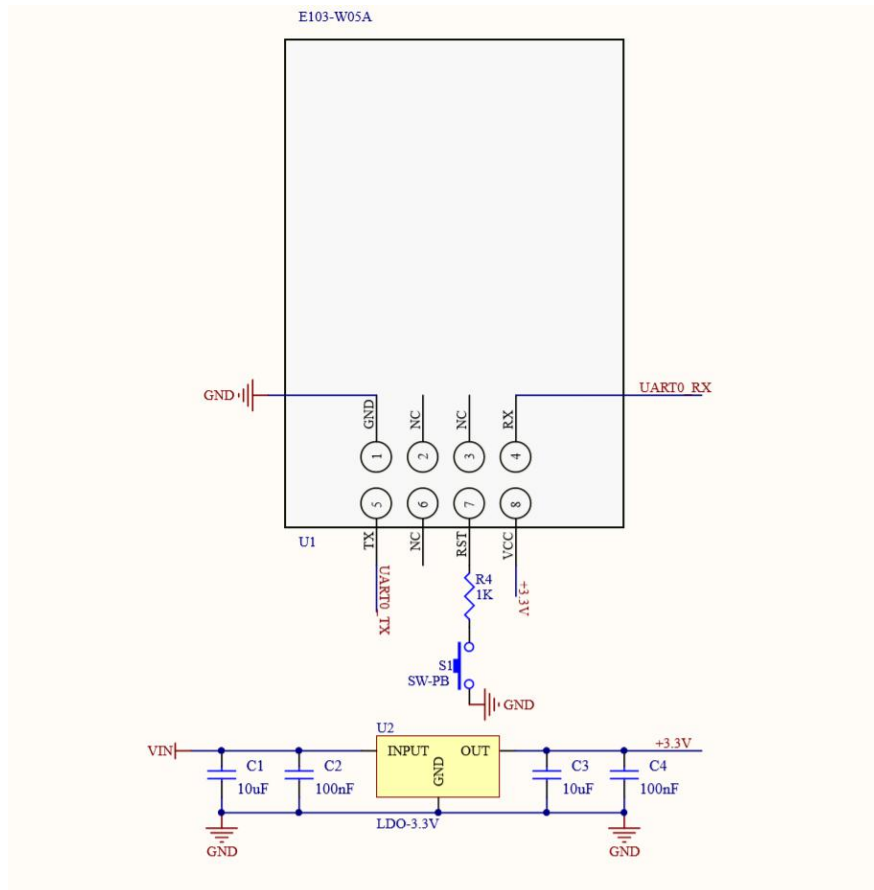 E103-W05A
GND
UART0_RX
GND
NC
NC
RX
1
2
3
4
5
6
7
8
U1
TX
NC
RST
VCC
UART0_TX
R4
1K
+3.3V
S1
SW-PB
GND
U2
VIN
INPUT
OUT
GND
+3.3V
C1
10uF
C2
100nF
C3
10uF
C4
100nF
LDO-3.3V
GND
GND